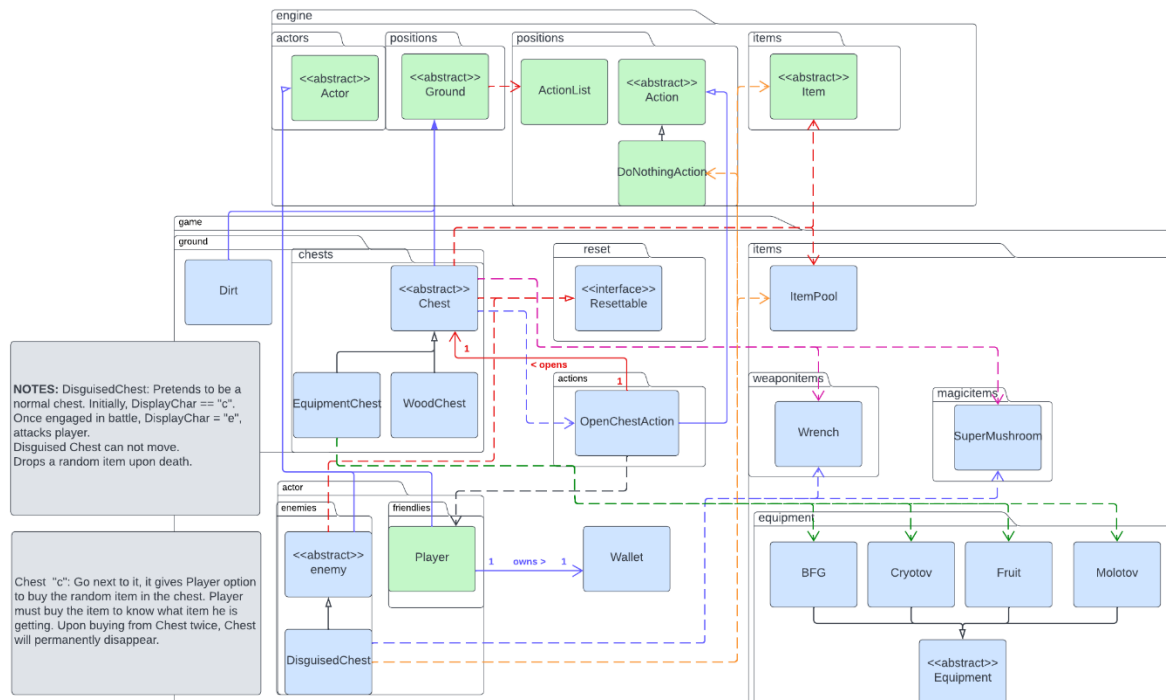 engine
actors
positions
positions
items
<<abstract>>
Actor
<<abstract>>
Ground
ActionList
<<abstract>>
Action
<<abstract>>
Item
DoNothingAction
game
ground
chests
reset
items
Dirt
<<abstract>>
Chest
<<interface>>
Resettable
ItemPool
1
< opens
1
NOTES: DisguisedChest: Pretends to be a
normal chest. Initially, DisplayChar == "c".
Once engaged in battle, DisplayChar = "e",
attacks player.
Disguised Chest can not move.
Drops a random item upon death.
EquipmentChest
WoodChest
actions
OpenChestAction
weaponitems
Wrench
magicitems
SuperMushroom
actor
enemies
friendlies
equipment
<<abstract>>
enemy
Player
1
owns >
1
Wallet
BFG
Cryotov
Fruit
Molotov
Chest "c": Go next to it, it gives Player option
to buy the random item in the chest. Player
must buy the item to know what item he is
getting. Upon buying from Chest twice, Chest
will permanently disappear.
DisguisedChest
<<abstract>>
Equipment